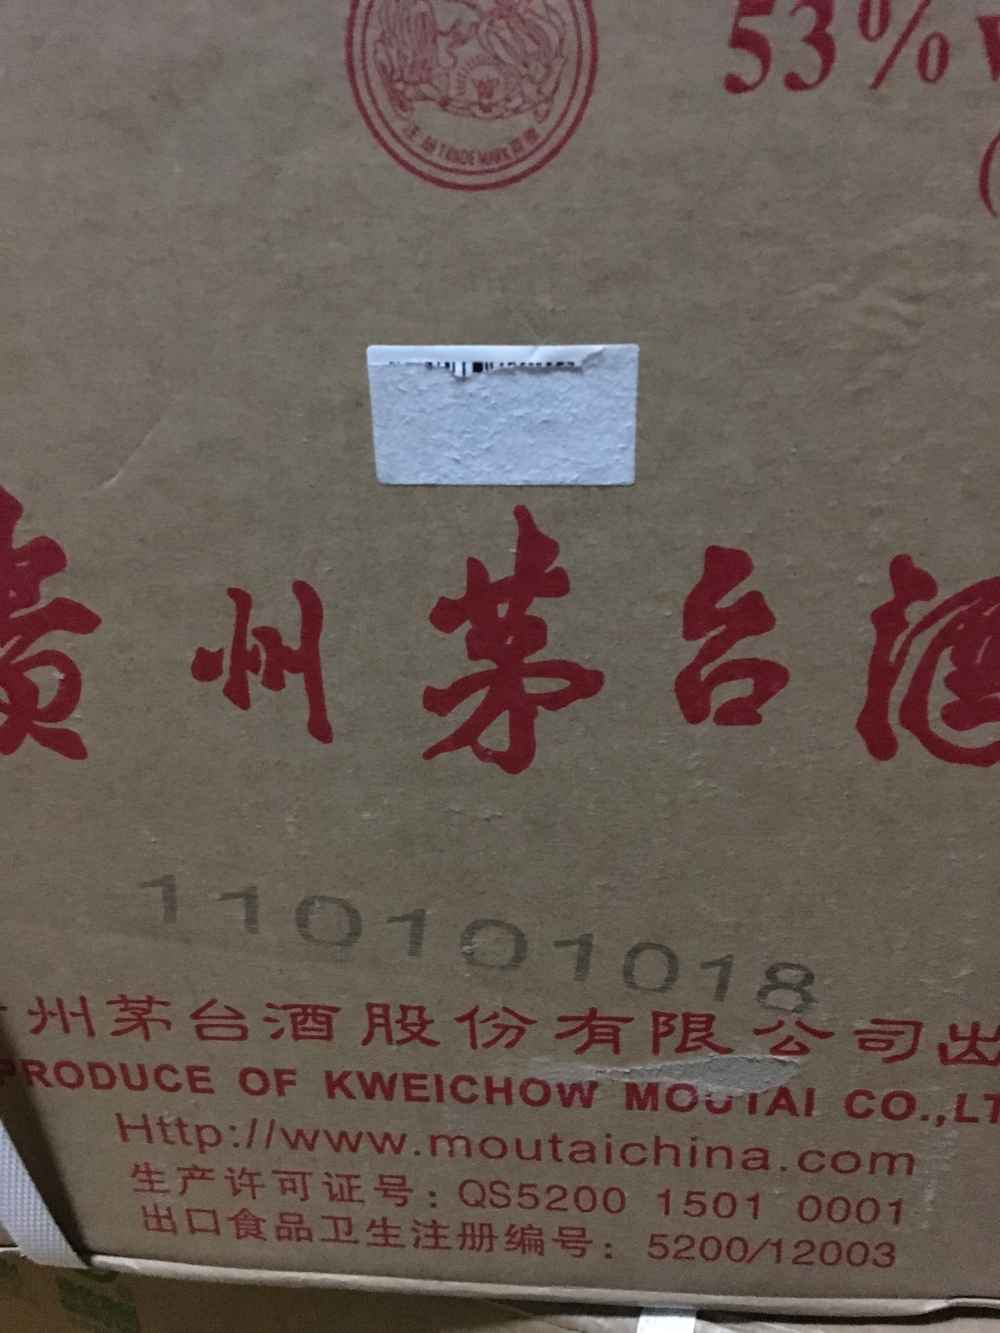 53%
TRADE MARK
贵州茅台酒
110101018
州茅台酒股份有限公司出
PRODUCE OF KWEICHOW MOUTAI CO.,LT
Http://www.moutaichina.com
生产许可证号：QS5200 1501 0001
出口食品卫生注册编号：5200/12003